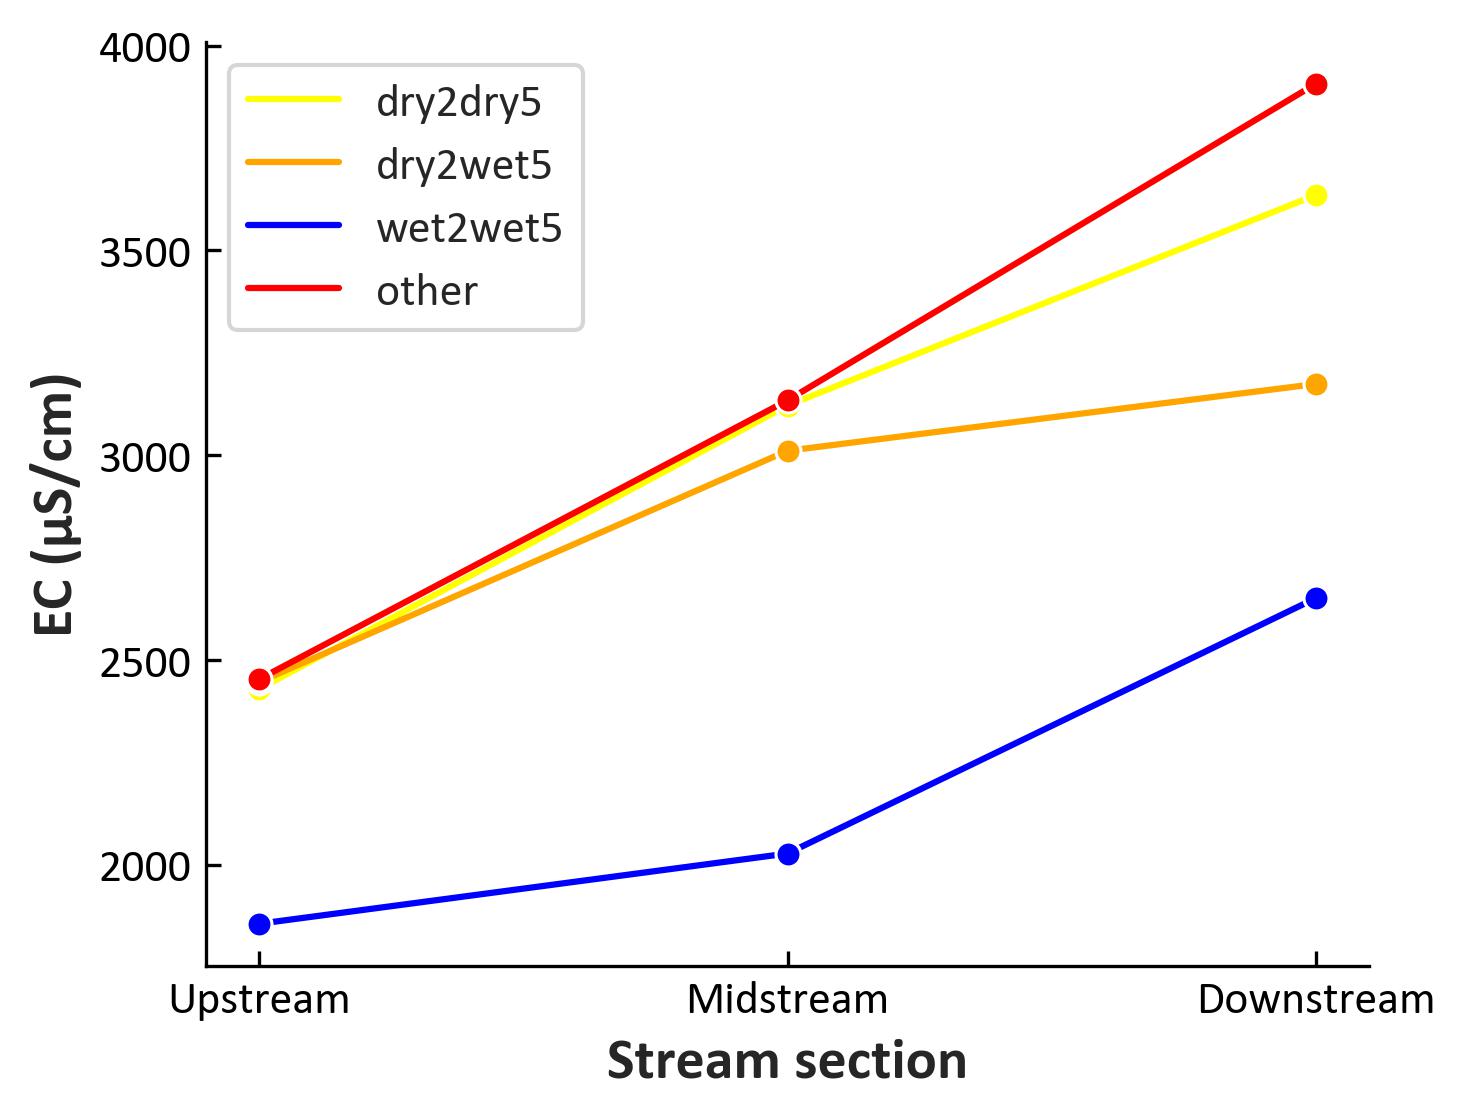 4000
3500
3000
2500
2000
EC (µS/cm)
dry2dry5
dry2wet5
wet2wet5
other
Upstream Midstream Downstream
Stream section